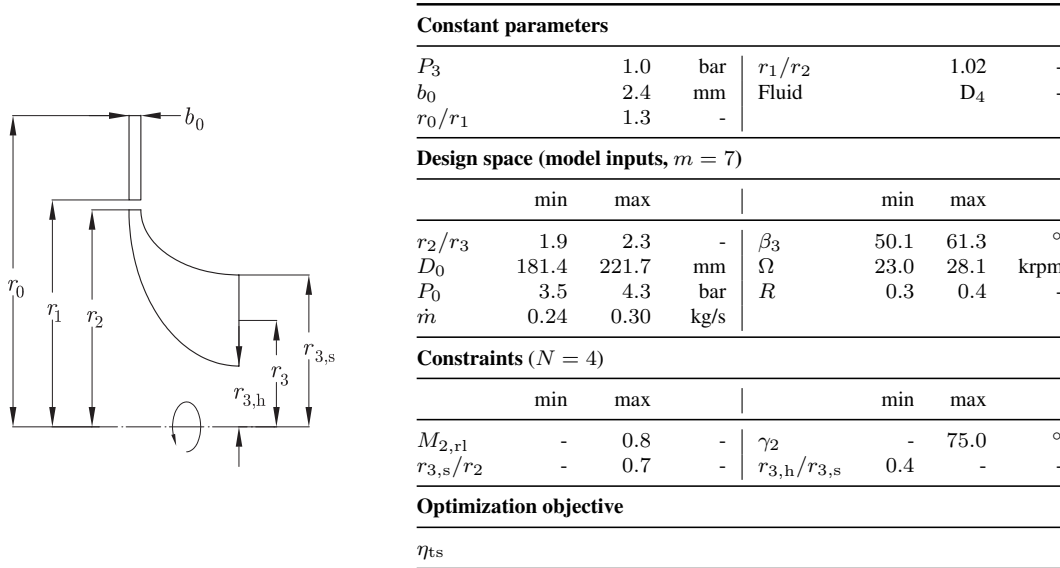 b₀
r₀
r₁
r₂
r₃,ₕ
r₃
r₃,ₛ
Constant parameters
P₃ 1.0 bar r₁/r₂ 1.02 -
b₀ 2.4 mm Fluid D₄ -
r₀/r₁ 1.3 -
Design space (model inputs, m = 7)
min max min max
r₂/r₃ 1.9 2.3 - β₃ 50.1 61.3 °
D₀ 181.4 221.7 mm Ω 23.0 28.1 krpm
P₀ 3.5 4.3 bar R 0.3 0.4 -
ṁ 0.24 0.30 kg/s
Constraints (N = 4)
min max min max
M₂,ᵣₗ - 0.8 - γ₂ - 75.0 °
r₃,ₛ/r₂ - 0.7 - r₃,ₕ/r₃,ₛ 0.4 - -
Optimization objective
ηₜₛ